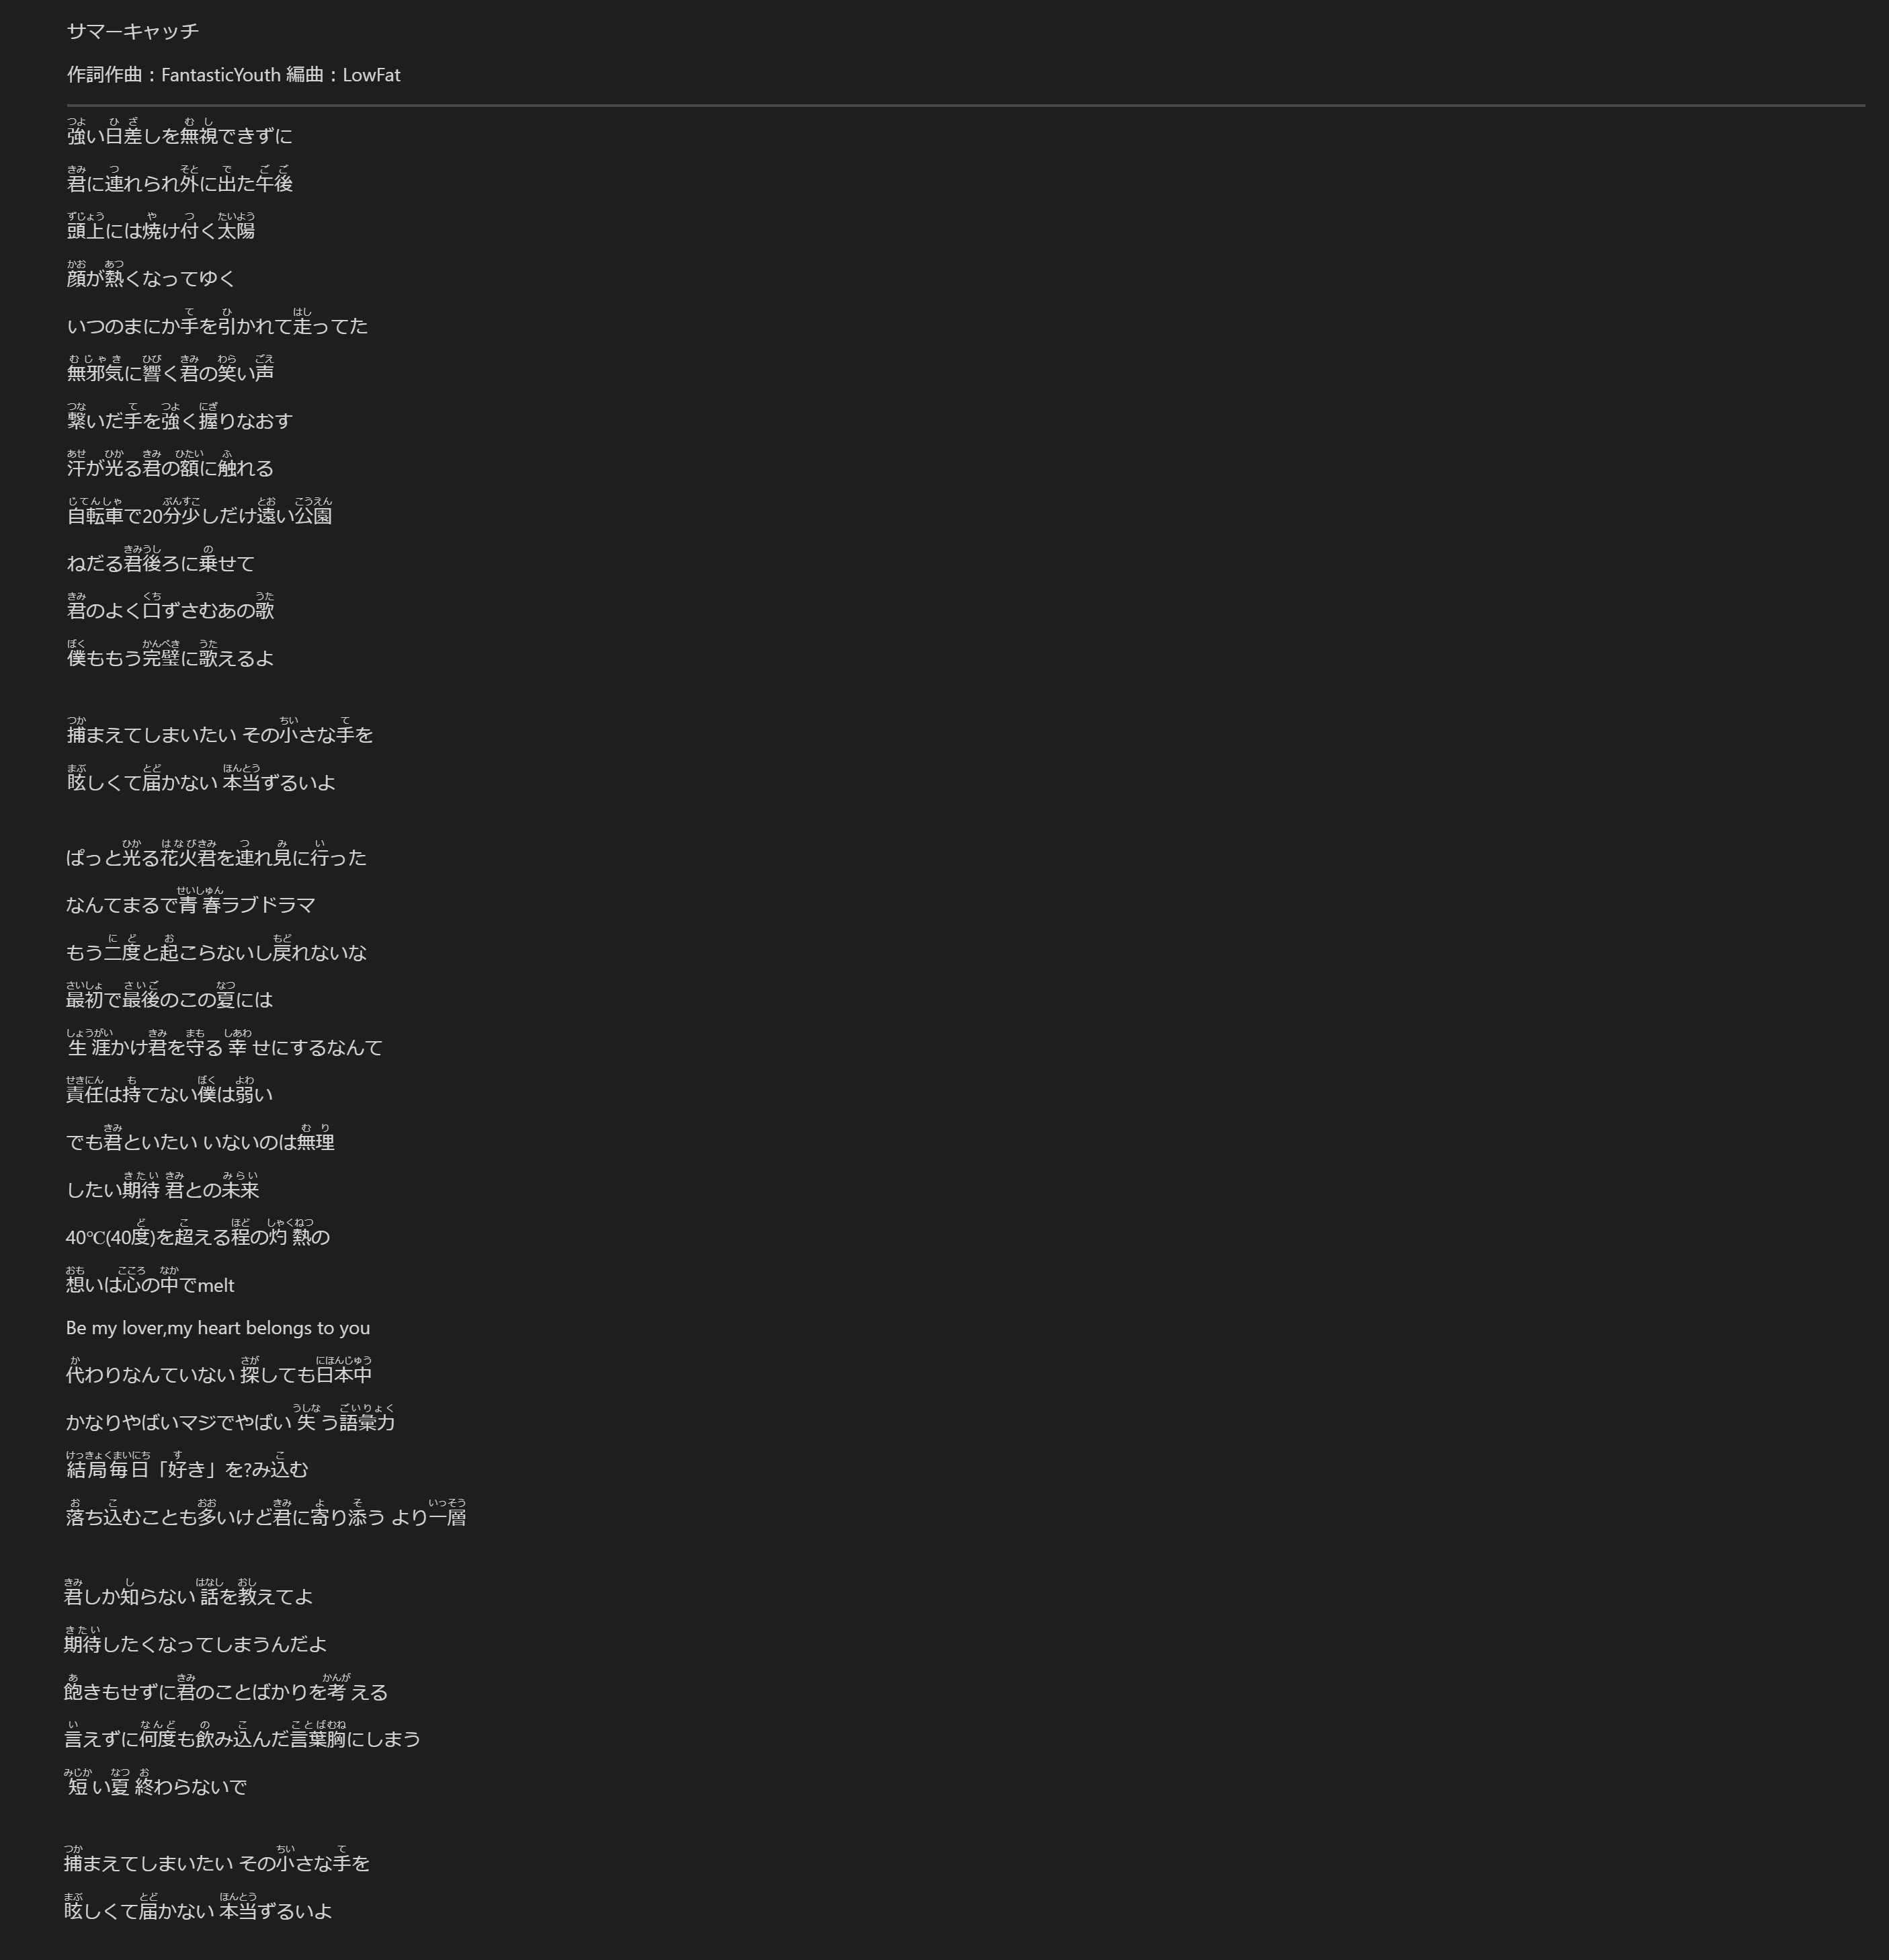 サマーキャッチ
作詞作曲：FantasticYouth 編曲：LowFat
強い日差しを無視できずに
君に連れられ外に出た午後
頭上には焼け付く太陽
顔が熱くなってゆく
いつのまにか手を引かれて走ってた
無邪気に響く君の笑い声
繋いだ手を強く握りなおす
汗が光る君の額に触れる
自転車で20分少しだけ遠い公園
ねだる君後ろに乗せて
君のよく口ずさむあの歌
僕ももう完璧に歌えるよ
捕まえてしまいたい その小さな手を
眩しくて届かない 本当ずるいよ
ぱっと光る花火君を連れ見に行った
なんてまるで青春ラブドラマ
もう二度と起こらないし戻れないな
最初で最後のこの夏には
生涯かけ君を守る幸せにするなんて
責任は持てない僕は弱い
でも君といたい いないのは無理
したい期待 君との未来
40℃(40度)を超える程の灼熱の
想いは心の中でmelt
Be my lover,my heart belongs to you
代わりなんていない 探しても日本中
かなりやばいマジでやばい失う語彙力
結局毎日「好き」を?み込む
落ち込むことも多いけど君に寄り添う より一層
君しか知らない話を教えてよ
期待したくなってしまうんだよ
飽きもせずに君のことばかりを考える
言えずに何度も飲み込んだ言葉胸にしまう
短い夏 終わらないで
捕まえてしまいたい その小さな手を
眩しくて届かない 本当ずるいよ